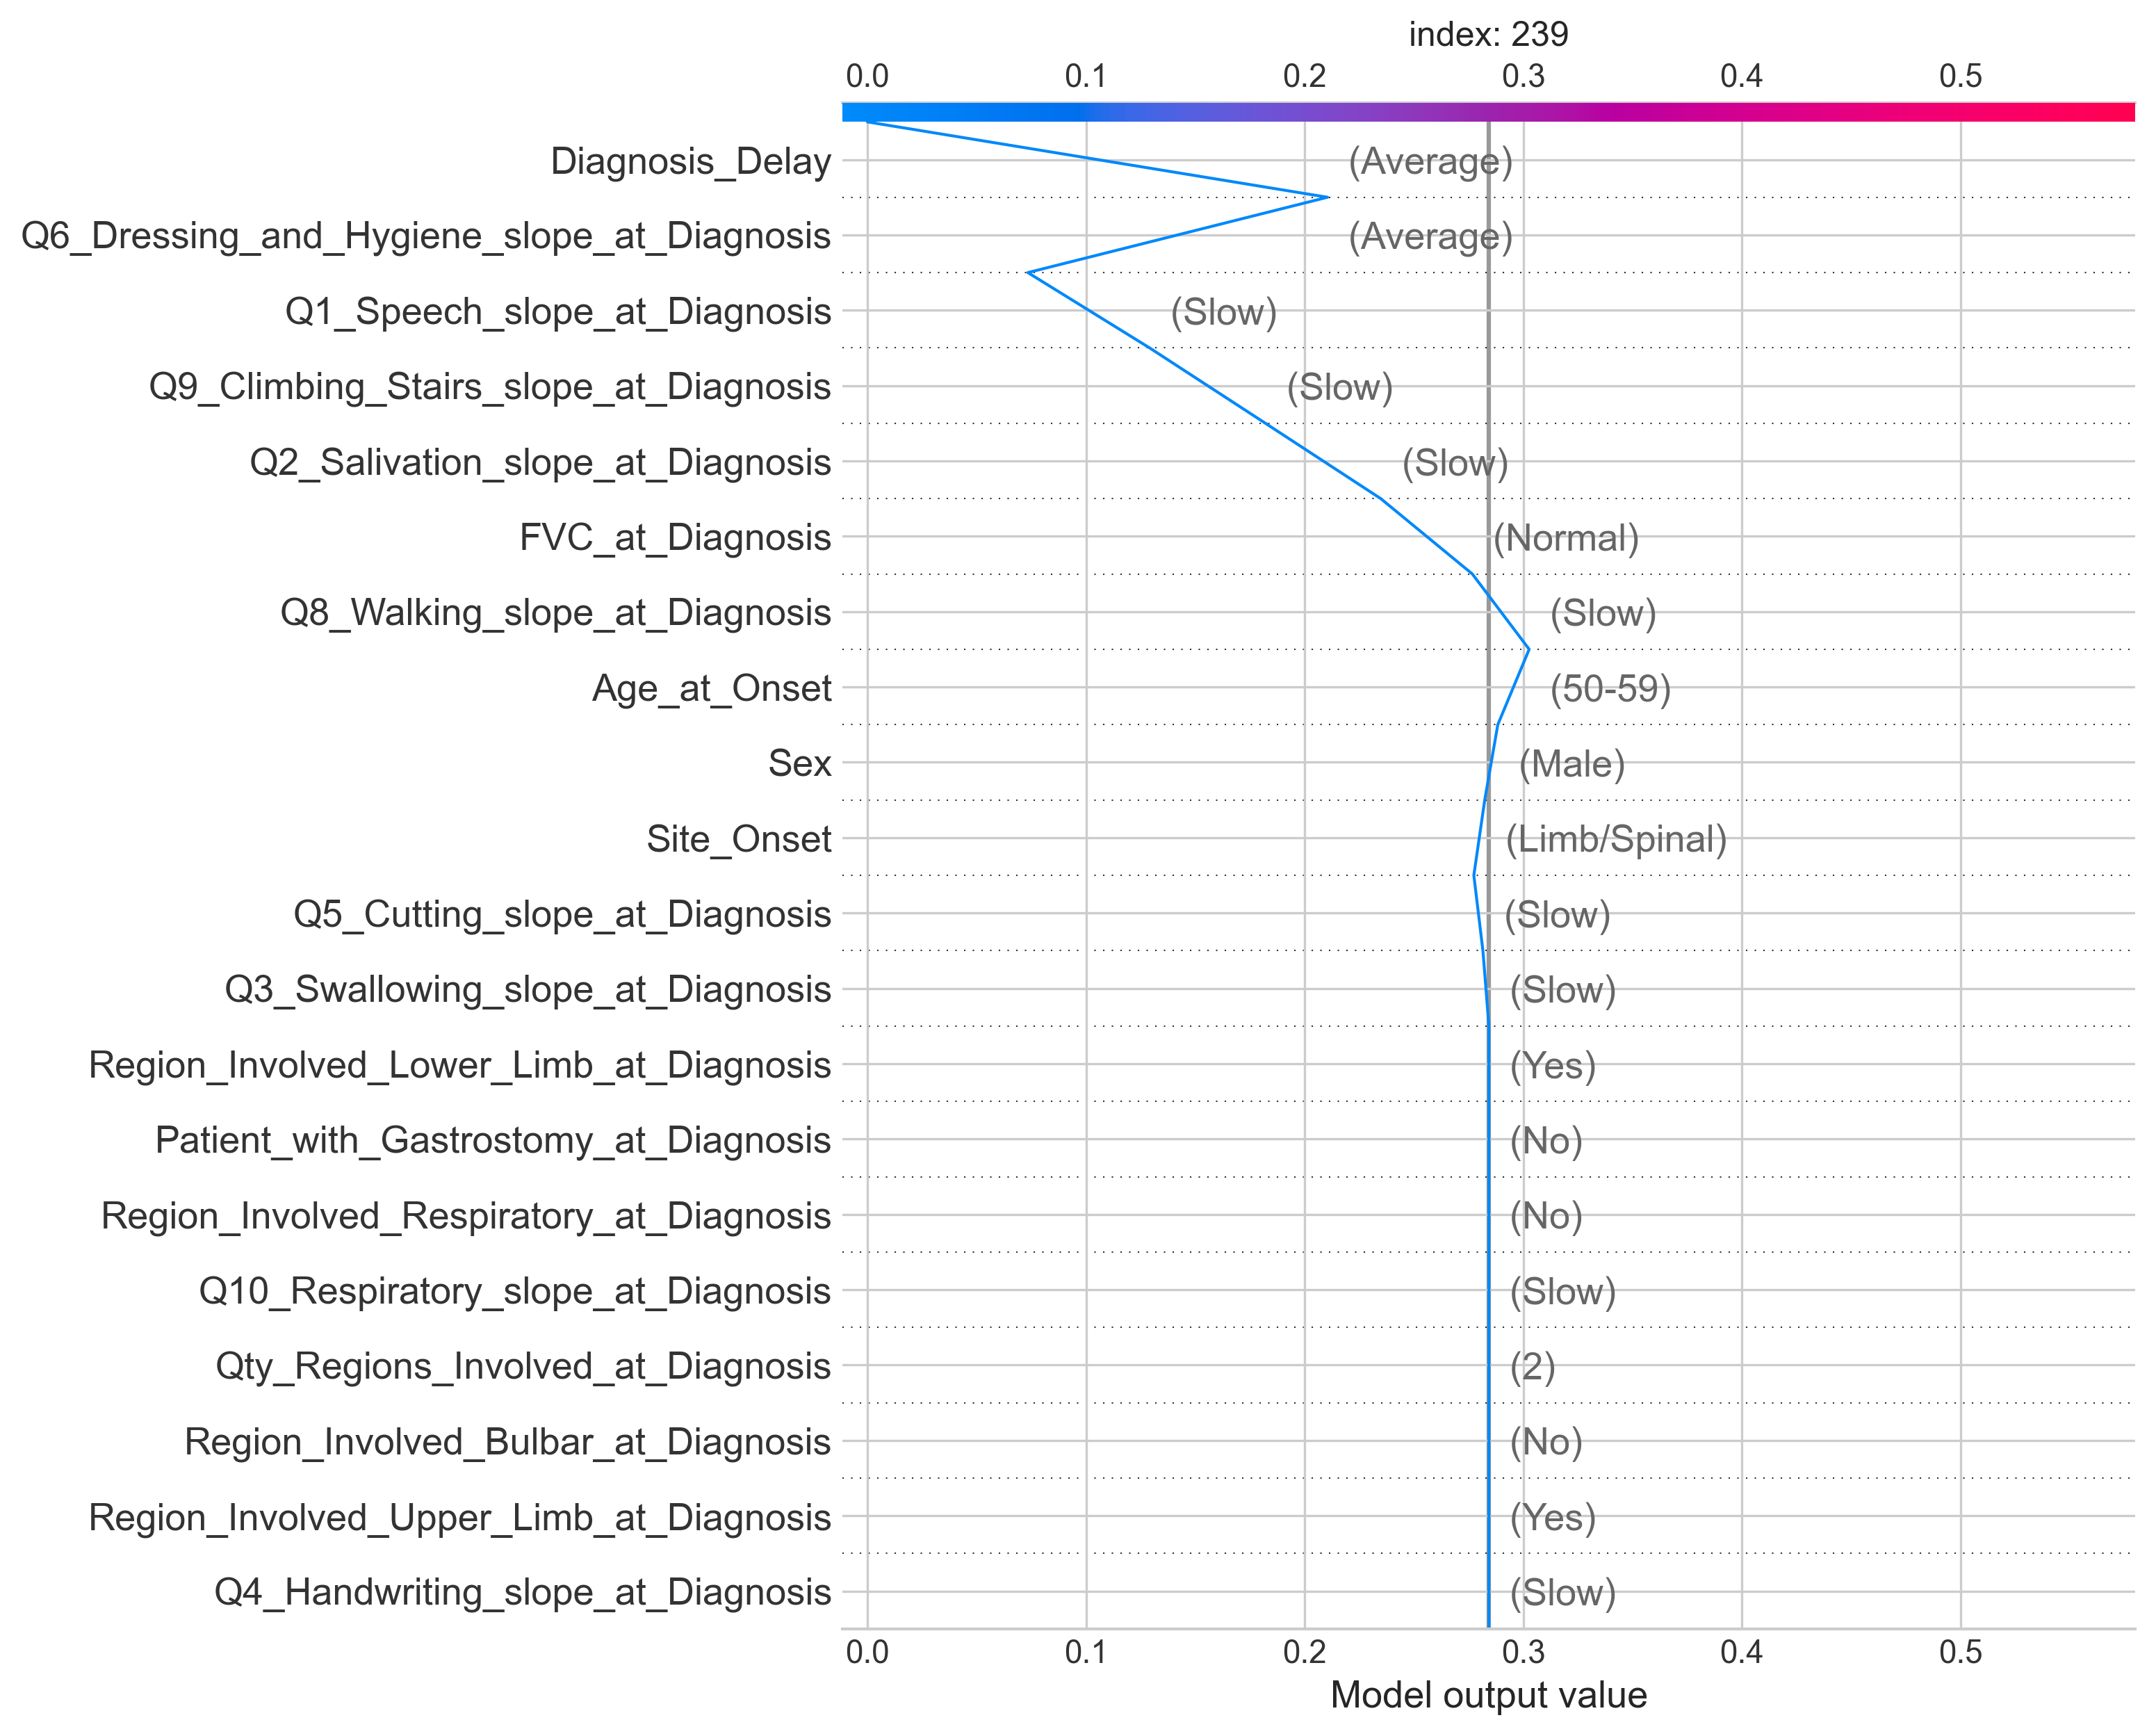 index: 239
0.0 0.1 0.2 0.3 0.4 0.5
Diagnosis_Delay (Average)
Q6_Dressing_and_Hygiene_slope_at_Diagnosis (Average)
Q1_Speech_slope_at_Diagnosis (Slow)
Q9_Climbing_Stairs_slope_at_Diagnosis (Slow)
Q2_Salivation_slope_at_Diagnosis (Slow)
FVC_at_Diagnosis (Normal)
Q8_Walking_slope_at_Diagnosis (Slow)
Age_at_Onset (50-59)
Sex (Male)
Site_Onset (Limb/Spinal)
Q5_Cutting_slope_at_Diagnosis (Slow)
Q3_Swallowing_slope_at_Diagnosis (Slow)
Region_Involved_Lower_Limb_at_Diagnosis (Yes)
Patient_with_Gastrostomy_at_Diagnosis (No)
Region_Involved_Respiratory_at_Diagnosis (No)
Q10_Respiratory_slope_at_Diagnosis (Slow)
Qty_Regions_Involved_at_Diagnosis (2)
Region_Involved_Bulbar_at_Diagnosis (No)
Region_Involved_Upper_Limb_at_Diagnosis (Yes)
Q4_Handwriting_slope_at_Diagnosis (Slow)
0.0 0.1 0.2 0.3 0.4 0.5
Model output value